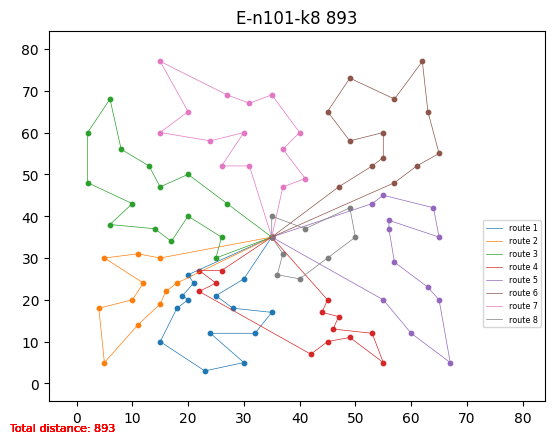 E-n101-k8 893
80
70
60
50
40
30
20
10
0
route 1
route 2
route 3
route 4
route 5
route 6
route 7
route 8
0 10 20 30 40 50 60 70 80
Total distance: 893